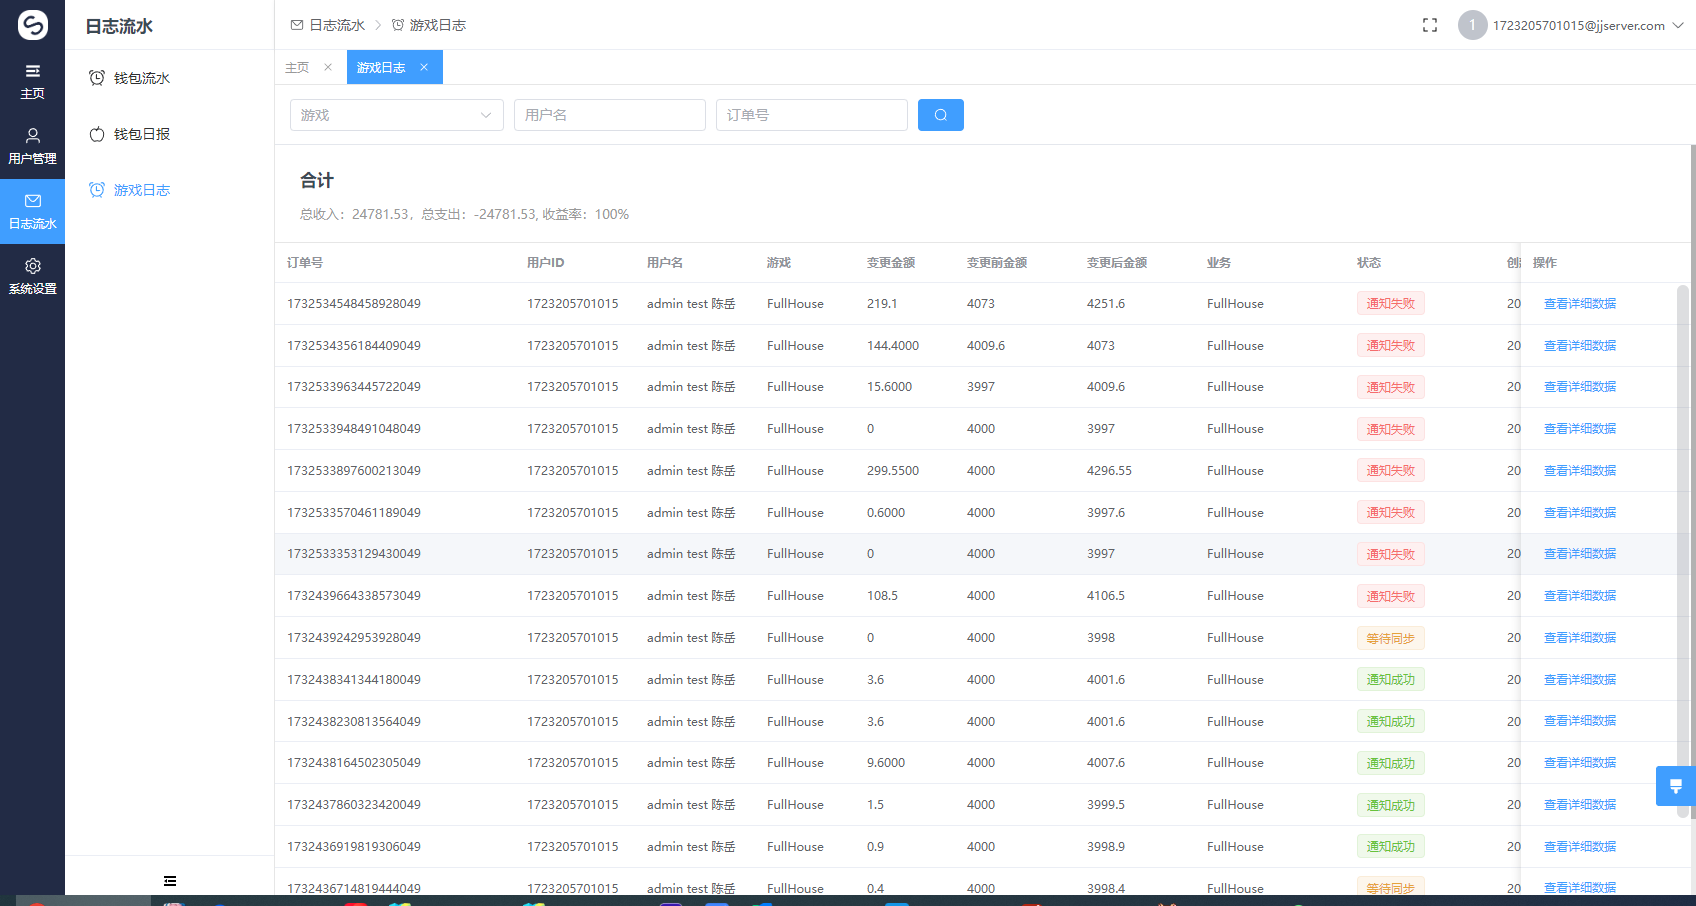 日志流水
主页
用户管理
日志流水
系统设置
钱包流水
钱包日报
游戏日志
日志流水 > 游戏日志
1 1723205701015@jjserver.com
主页 × 游戏日志 ×
游戏 用户名 订单号
合计
总收入：24781.53，总支出：-24781.53, 收益率：100%
订单号 用户ID 用户名 游戏 变更金额 变更前金额 变更后金额 业务 状态 操作
1732534548458928049 1723205701015 admin test 陈岳 FullHouse 219.1 4073 4251.6 FullHouse 通知失败 20 查看详细数据
1732534356184409049 1723205701015 admin test 陈岳 FullHouse 144.4000 4009.6 4073 FullHouse 通知失败 20 查看详细数据
1732533963445722049 1723205701015 admin test 陈岳 FullHouse 15.6000 3997 4009.6 FullHouse 通知失败 20 查看详细数据
1732533948491048049 1723205701015 admin test 陈岳 FullHouse 0 4000 3997 FullHouse 通知失败 20 查看详细数据
1732533897600213049 1723205701015 admin test 陈岳 FullHouse 299.5500 4000 4296.55 FullHouse 通知失败 20 查看详细数据
1732533570461189049 1723205701015 admin test 陈岳 FullHouse 0.6000 4000 3997.6 FullHouse 通知失败 20 查看详细数据
1732533353129430049 1723205701015 admin test 陈岳 FullHouse 0 4000 3997 FullHouse 通知失败 20 查看详细数据
1732439664338573049 1723205701015 admin test 陈岳 FullHouse 108.5 4000 4106.5 FullHouse 通知失败 20 查看详细数据
1732439242953928049 1723205701015 admin test 陈岳 FullHouse 0 4000 3998 FullHouse 等待同步 20 查看详细数据
1732438341344180049 1723205701015 admin test 陈岳 FullHouse 3.6 4000 4001.6 FullHouse 通知成功 20 查看详细数据
1732438230813564049 1723205701015 admin test 陈岳 FullHouse 3.6 4000 4001.6 FullHouse 通知成功 20 查看详细数据
1732438164502305049 1723205701015 admin test 陈岳 FullHouse 9.6000 4000 4007.6 FullHouse 通知成功 20 查看详细数据
1732437860323420049 1723205701015 admin test 陈岳 FullHouse 1.5 4000 3999.5 FullHouse 通知成功 20 查看详细数据
1732436919819306049 1723205701015 admin test 陈岳 FullHouse 0.9 4000 3998.9 FullHouse 通知成功 20 查看详细数据
1732436714819444049 1723205701015 admin test 陈岳 FullHouse 0.4 4000 3998.4 FullHouse 等待同步 20 查看详细数据